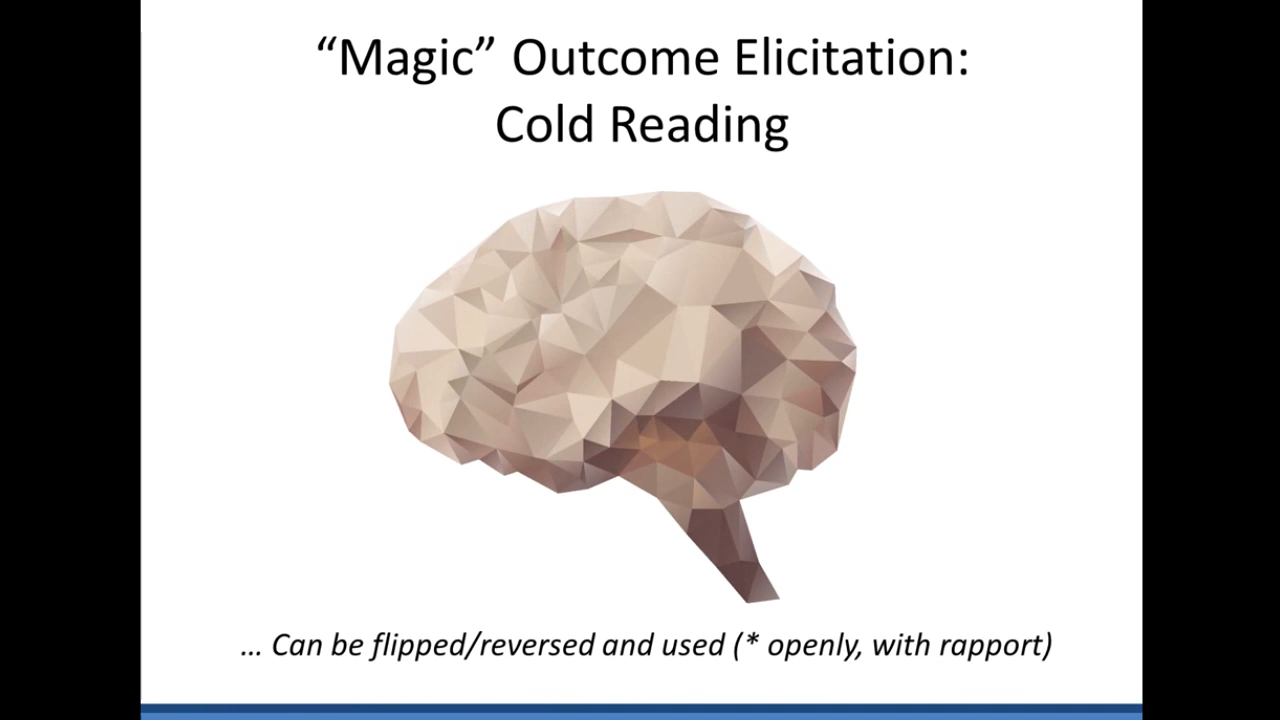 “Magic” Outcome Elicitation:
Cold Reading
... Can be flipped/reversed and used (* openly, with rapport)